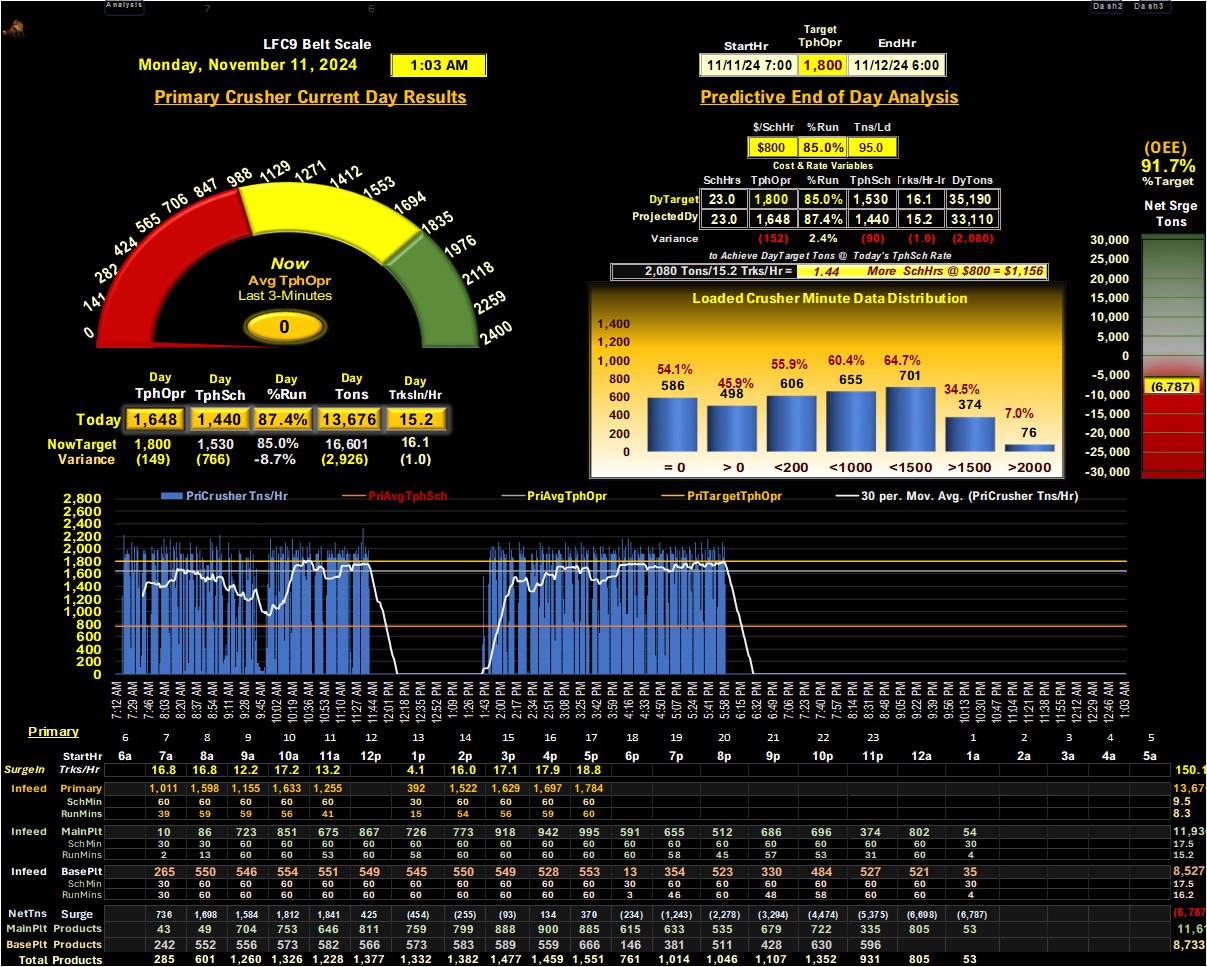 Analysis 7 6 Dash2 Dash3
LFC9 Belt Scale
Monday, November 11, 2024 1:03 AM
Primary Crusher Current Day Results
StartHr Target TphOpr EndHr
11/11/24 7:00 1,800 11/12/24 6:00
Predictive End of Day Analysis
$/SchHr %Run Tns/Ld
$800 85.0% 95.0
Cost & Rate Variables
SchHrs TphOpr %Run TphSch Trks/Hr-Ir DyTons
DyTarget 23.0 1,800 85.0% 1,530 16.1 35,190
ProjectedDy 23.0 1,648 87.4% 1,440 15.2 33,110
Variance (152) 2.4% (90) (1.0) (2,080)
to Achieve DayTarget Tons @ Today's TphSch Rate
2,080 Tons/15.2 Trks/Hr = 1.44 More SchHrs @ $800 = $1,156
(OEE)
91.7%
%Target
Net Srge
Tons
30,000
25,000
20,000
15,000
10,000
5,000
0
-5,000
(6,787)
-10,000
-15,000
-20,000
-25,000
-30,000
0 141 282 424 565 706 847 988 1129 1271 1412 1553 1694 1835 1976 2118 2259 2400
Now
Avg TphOpr
Last 3-Minutes
0
Day Day Day Day Day
TphOpr TphSch %Run Tons TrksIn/Hr
Today 1,648 1,440 87.4% 13,676 15.2
NowTarget 1,800 1,530 85.0% 16,601 16.1
Variance (149) (766) -8.7% (2,926) (1.0)
Loaded Crusher Minute Data Distribution
1,400
1,200
1,000
800
600
400
200
0
54.1% 45.9% 55.9% 60.4% 64.7% 34.5% 7.0%
586 498 606 655 701 374 76
= 0 > 0 <200 <1000 <1500 >1500 >2000
PriCrusher Tns/Hr PriAvgTphSch PriAvgTphOpr PriTargetTphOpr 30 per. Mov. Avg. (PriCrusher Tns/Hr)
2,800
2,600
2,400
2,200
2,000
1,800
1,600
1,400
1,200
1,000
800
600
400
200
0
7:12 AM 7:29 AM 7:46 AM 8:03 AM 8:20 AM 8:37 AM 8:54 AM 9:11 AM 9:28 AM 9:45 AM 10:02 AM 10:19 AM 10:36 AM 10:53 AM 11:10 AM 11:27 AM 11:44 AM 12:01 PM 12:18 PM 12:35 PM 12:52 PM 1:09 PM 1:26 PM 1:43 PM 2:00 PM 2:17 PM 2:34 PM 2:51 PM 3:08 PM 3:25 PM 3:42 PM 3:59 PM 4:16 PM 4:33 PM 4:50 PM 5:07 PM 5:24 PM 5:41 PM 5:58 PM 6:15 PM 6:32 PM 6:49 PM 7:06 PM 7:23 PM 7:40 PM 7:57 PM 8:14 PM 8:31 PM 8:48 PM 9:05 PM 9:22 PM 9:39 PM 9:56 PM 10:13 PM 10:30 PM 10:47 PM 11:04 PM 11:21 PM 11:38 PM 11:55 PM 12:12 AM 12:29 AM 12:46 AM 1:03 AM
Primary 6 7 8 9 10 11 12 13 14 15 16 17 18 19 20 21 22 23 1 2 3 4 5
StartHr 6a 7a 8a 9a 10a 11a 12p 1p 2p 3p 4p 5p 6p 7p 8p 9p 10p 11p 12a 1a 2a 3a 4a 5a
SurgeIn Trks/Hr 16.8 16.8 12.2 17.2 13.2 4.1 16.0 17.1 17.9 18.8 150.1
Infeed Primary 1,011 1,598 1,155 1,633 1,255 392 1,522 1,629 1,697 1,784 13,67
SchMin 60 60 60 60 60 30 60 60 60 60 9.5
RunMins 39 59 59 56 41 15 54 56 59 60 8.3
Infeed MainPlt 10 86 723 851 675 867 726 773 918 942 995 591 655 512 686 696 374 802 54 11,93
SchMin 30 30 60 60 60 60 60 60 60 60 60 60 60 60 60 60 60 60 30 17.5
RunMins 2 13 60 60 53 60 58 60 60 60 60 60 58 45 57 53 31 60 4 15.2
Infeed BasePlt 265 550 546 554 551 549 545 550 549 528 553 13 354 523 330 484 527 521 35 8,527
SchMin 30 60 60 60 60 60 60 60 60 60 60 30 60 60 60 60 60 60 30 17.5
RunMins 30 60 60 60 60 60 60 60 60 60 60 3 46 60 48 58 60 60 4 16.2
NetTns Surge 736 1,698 1,584 1,812 1,841 425 (454) (255) (93) 134 370 (234) (1,243) (2,278) (3,294) (4,474) (5,375) (6,698) (6,787) (6,787
MainPlt Products 43 49 704 753 646 811 759 799 888 900 885 615 633 535 679 722 335 805 53 11,61
BasePlt Products 242 552 556 573 582 566 573 583 589 559 666 146 381 511 428 630 596 8,733
Total Products 285 601 1,260 1,326 1,228 1,377 1,332 1,382 1,477 1,459 1,551 761 1,014 1,046 1,107 1,352 931 805 53